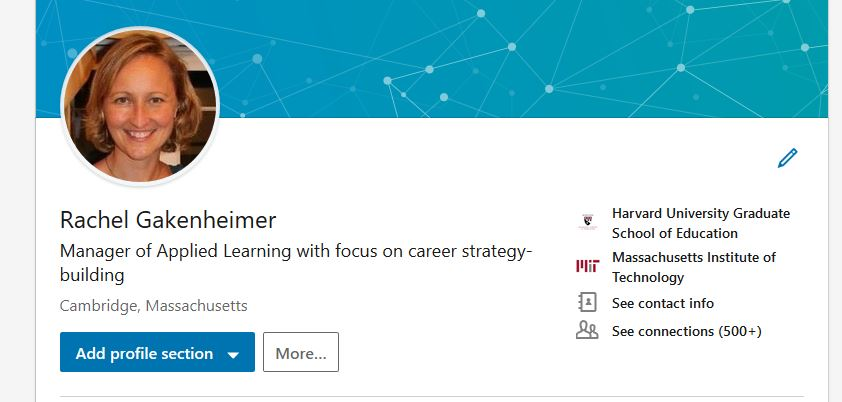 Rachel Gakenheimer
Manager of Applied Learning with focus on career strategy-
building
Cambridge, Massachusetts
Add profile section
More...
Harvard University Graduate
School of Education
MIT
Massachusetts Institute of
Technology
See contact info
See connections (500+)